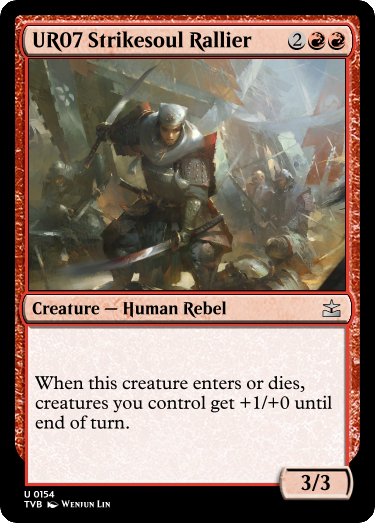 UR07 Strikesoul Rallier 2
Creature — Human Rebel
When this creature enters or dies,
creatures you control get +1/+0 until
end of turn.
3/3
U 0154
TVB Wenjun Lin